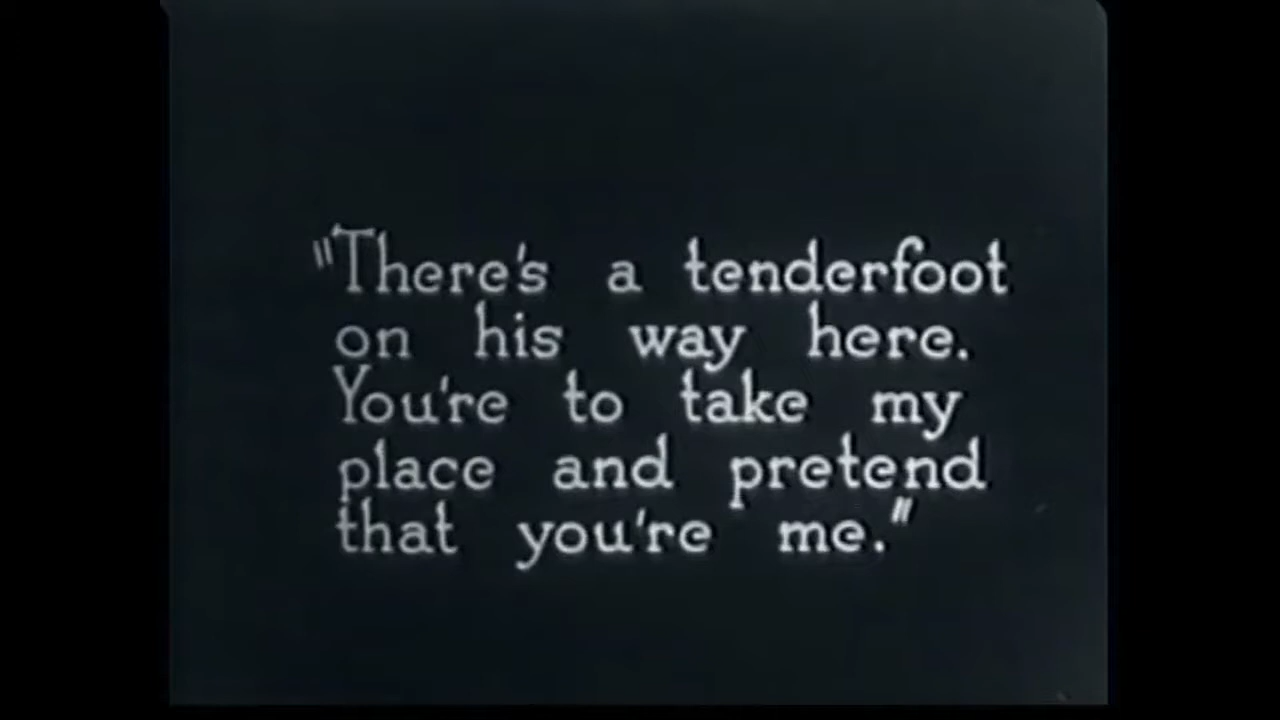 "There's a tenderfoot
on his way here.
You're to take my
place and pretend
that you're me."